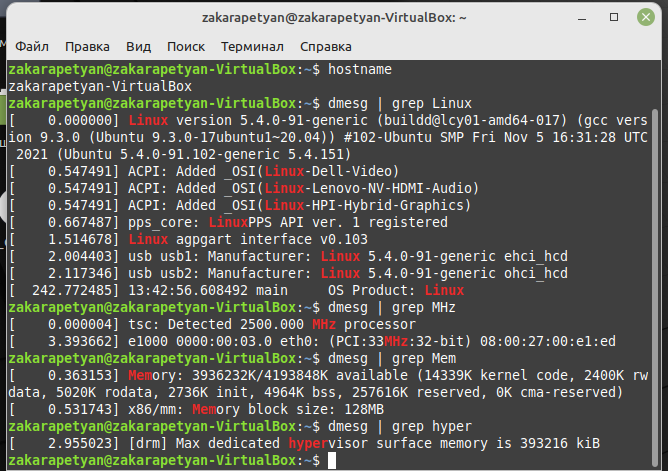 zakarapetyan@zakarapetyan-VirtualBox: ~
Файл Правка Вид Поиск Терминал Справка
zakarapetyan@zakarapetyan-VirtualBox:~$ hostname
zakarapetyan-VirtualBox
zakarapetyan@zakarapetyan-VirtualBox:~$ dmesg | grep Linux
[    0.000000] Linux version 5.4.0-91-generic (buildd@lcy01-amd64-017) (gcc vers
ion 9.3.0 (Ubuntu 9.3.0-17ubuntu1~20.04)) #102-Ubuntu SMP Fri Nov 5 16:31:28 UTC
2021 (Ubuntu 5.4.0-91.102-generic 5.4.151)
[    0.547491] ACPI: Added _OSI(Linux-Dell-Video)
[    0.547491] ACPI: Added _OSI(Linux-Lenovo-NV-HDMI-Audio)
[    0.547491] ACPI: Added _OSI(Linux-HPI-Hybrid-Graphics)
[    0.667487] pps_core: LinuxPPS API ver. 1 registered
[    1.514678] Linux agpgart interface v0.103
[    2.004403] usb usb1: Manufacturer: Linux 5.4.0-91-generic ehci_hcd
[    2.117346] usb usb2: Manufacturer: Linux 5.4.0-91-generic ohci_hcd
[  242.772485] 13:42:56.608492 main     OS Product: Linux
zakarapetyan@zakarapetyan-VirtualBox:~$ dmesg | grep MHz
[    0.000004] tsc: Detected 2500.000 MHz processor
[    3.393662] e1000 0000:00:03.0 eth0: (PCI:33MHz:32-bit) 08:00:27:00:e1:ed
zakarapetyan@zakarapetyan-VirtualBox:~$ dmesg | grep Mem
[    0.363153] Memory: 3936232K/4193848K available (14339K kernel code, 2400K rw
data, 5020K rodata, 2736K init, 4964K bss, 257616K reserved, 0K cma-reserved)
[    0.531743] x86/mm: Memory block size: 128MB
zakarapetyan@zakarapetyan-VirtualBox:~$ dmesg | grep hyper
[    2.955023] [drm] Max dedicated hypervisor surface memory is 393216 kiB
zakarapetyan@zakarapetyan-VirtualBox:~$